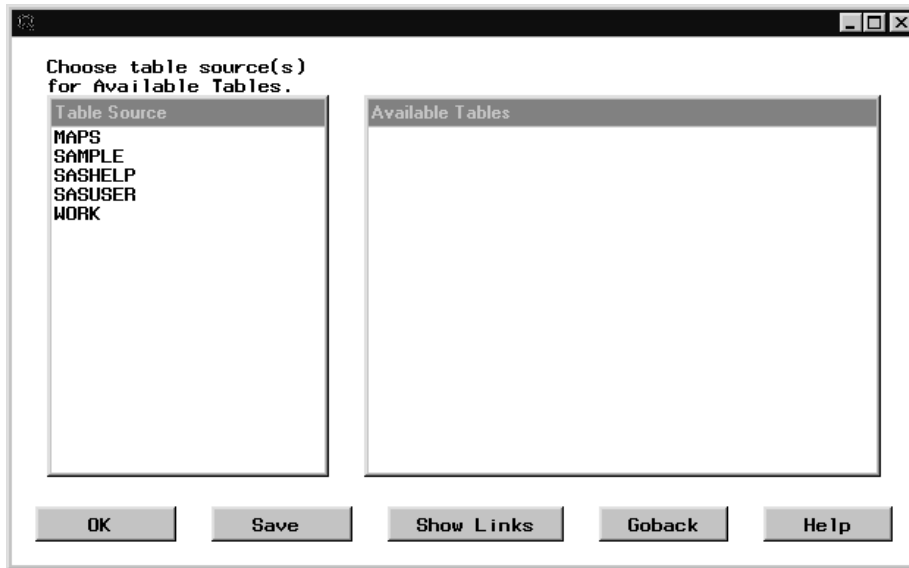 Choose table source(s)
for Available Tables.
Table Source
Available Tables
MAPS
SAMPLE
SASHELP
SASUSER
WORK
OK
Save
Show Links
Goback
Help